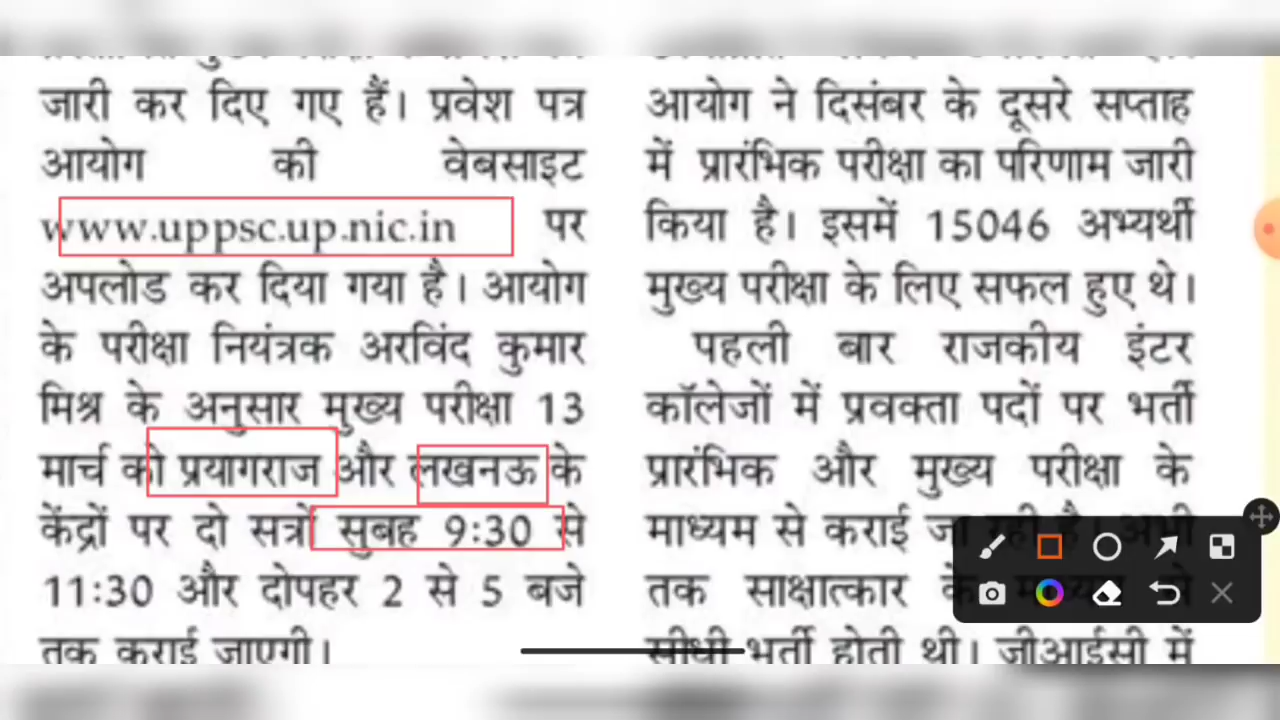 जारी कर दिए गए हैं। प्रवेश पत्र
आयोग की वेबसाइट
www.uppsc.up.nic.in पर
अपलोड कर दिया गया है। आयोग
के परीक्षा नियंत्रक अरविंद कुमार
मिश्र के अनुसार मुख्य परीक्षा 13
मार्च को प्रयागराज और लखनऊ के
केंद्रों पर दो सत्रों सुबह 9:30 से
11:30 और दोपहर 2 से 5 बजे
तक कराई जाएगी।
आयोग ने दिसंबर के दूसरे सप्ताह
में प्रारंभिक परीक्षा का परिणाम जारी
किया है। इसमें 15046 अभ्यर्थी
मुख्य परीक्षा के लिए सफल हुए थे।
पहली बार राजकीय इंटर
कॉलेजों में प्रवक्ता पदों पर भर्ती
प्रारंभिक और मुख्य परीक्षा के
माध्यम से कराई जा रही है। अभी
तक साक्षात्कार के माध्यम से
सीधी भर्ती होती थी। जीआईसी में